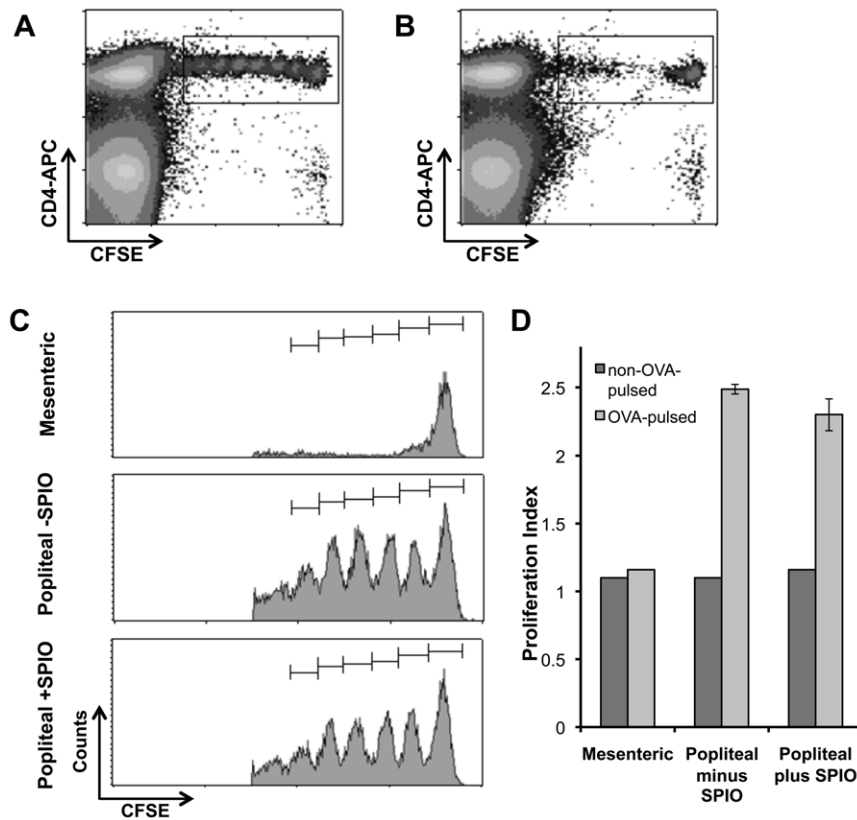 A
CD4-APC
CFSE
B
CD4-APC
CFSE
C
Mesenteric
Popliteal -SPIO
Popliteal +SPIO
Counts
CFSE
D
Proliferation Index
2.5
2
1.5
1
0.5
0
non-OVA-
pulsed
OVA-pulsed
Mesenteric
Popliteal
minus
SPIO
Popliteal
plus SPIO